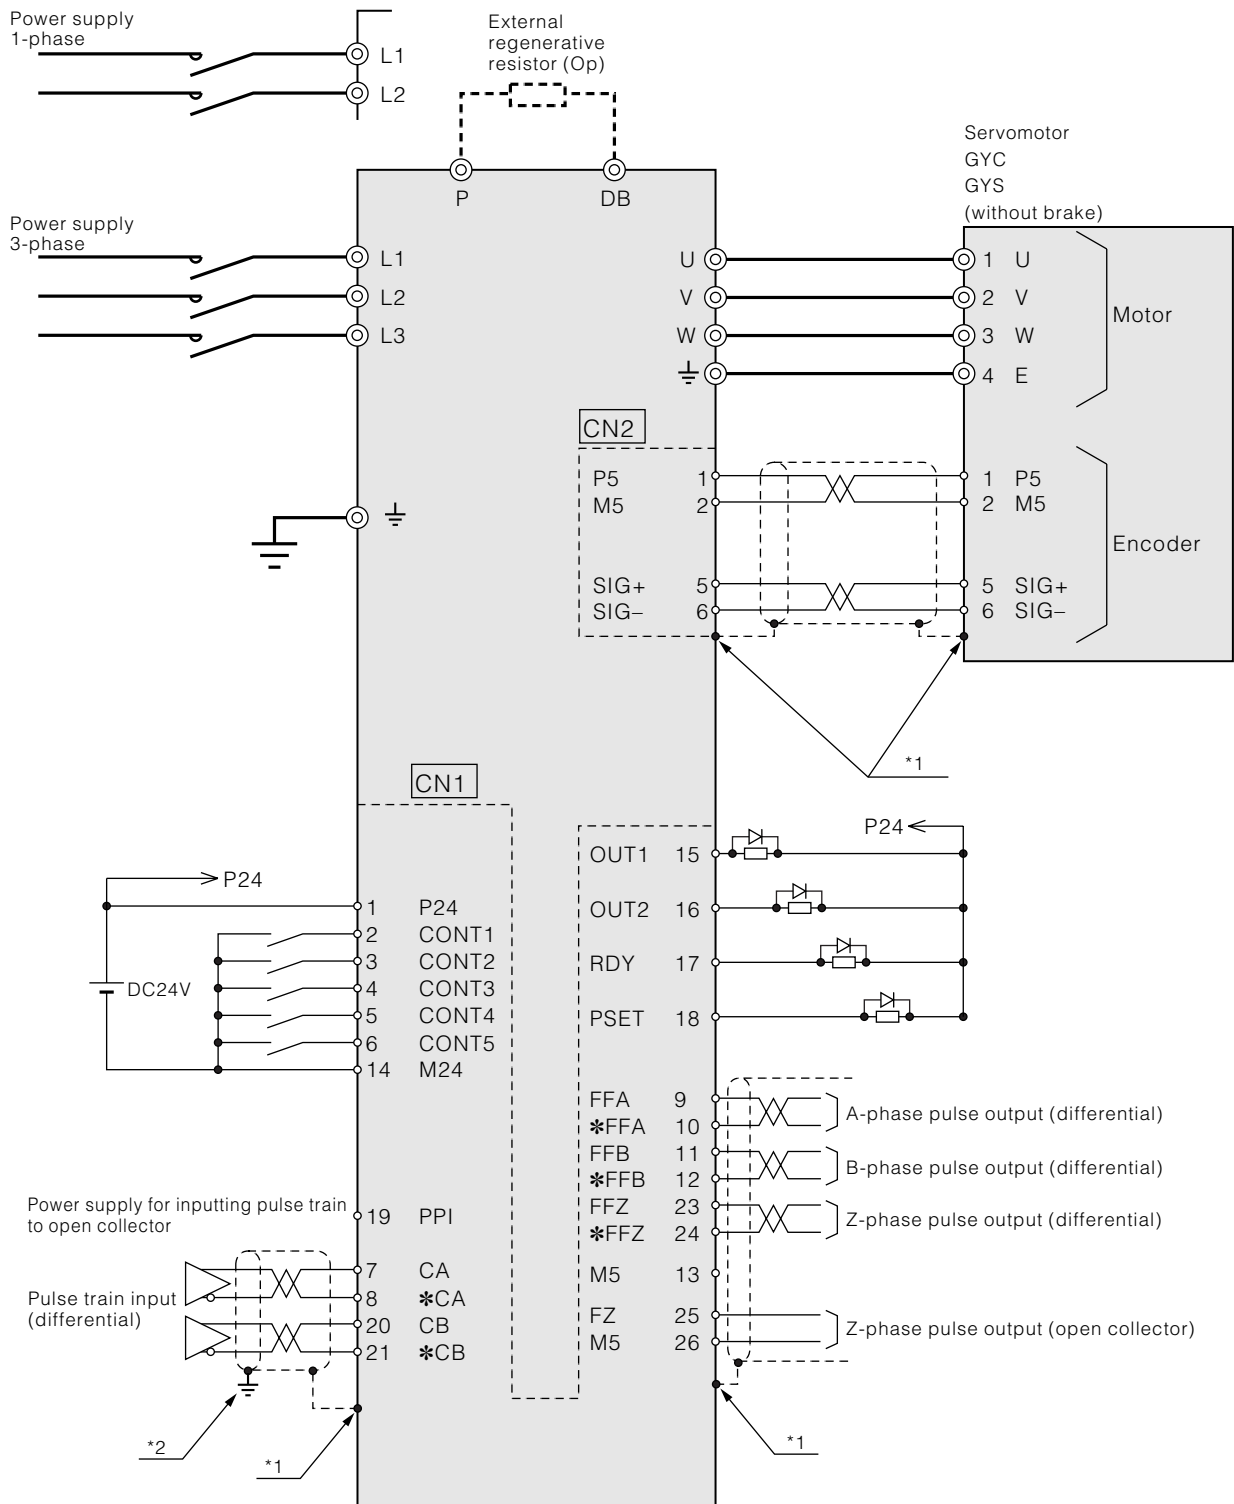 Power supply
1-phase
L1
L2
External
regenerative
resistor (Op)
P
DB
Servomotor
GYC
GYS
(without brake)
Power supply
3-phase
L1
L2
L3
U
V
W
1 U
2 V
3 W
4 E
Motor
CN2
P5 1
M5 2
SIG+ 5
SIG– 6
1 P5
2 M5
5 SIG+
6 SIG–
Encoder
*1
CN1
P24
DC24V
1 P24
2 CONT1
3 CONT2
4 CONT3
5 CONT4
6 CONT5
14 M24
P24
OUT1 15
OUT2 16
RDY 17
PSET 18
FFA 9
✻FFA 10
FFB 11
✻FFB 12
FFZ 23
✻FFZ 24
M5 13
FZ 25
M5 26
A-phase pulse output (differential)
B-phase pulse output (differential)
Z-phase pulse output (differential)
Z-phase pulse output (open collector)
Power supply for inputting pulse train
to open collector
19 PPI
Pulse train input
(differential)
7 CA
8 ✻CA
20 CB
21 ✻CB
*2
*1
*1